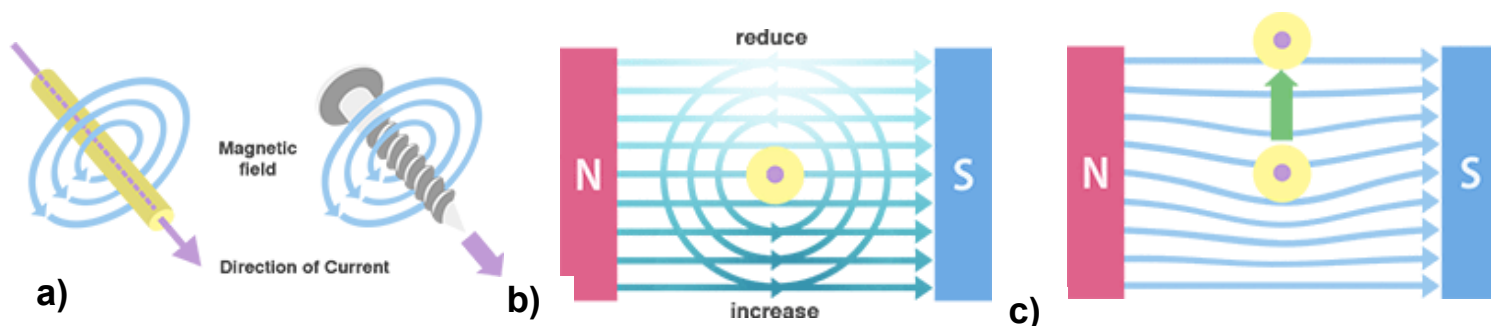 Magnetic
field
Direction of Current
a)
reduce
N
S
increase
b)
N
S
c)